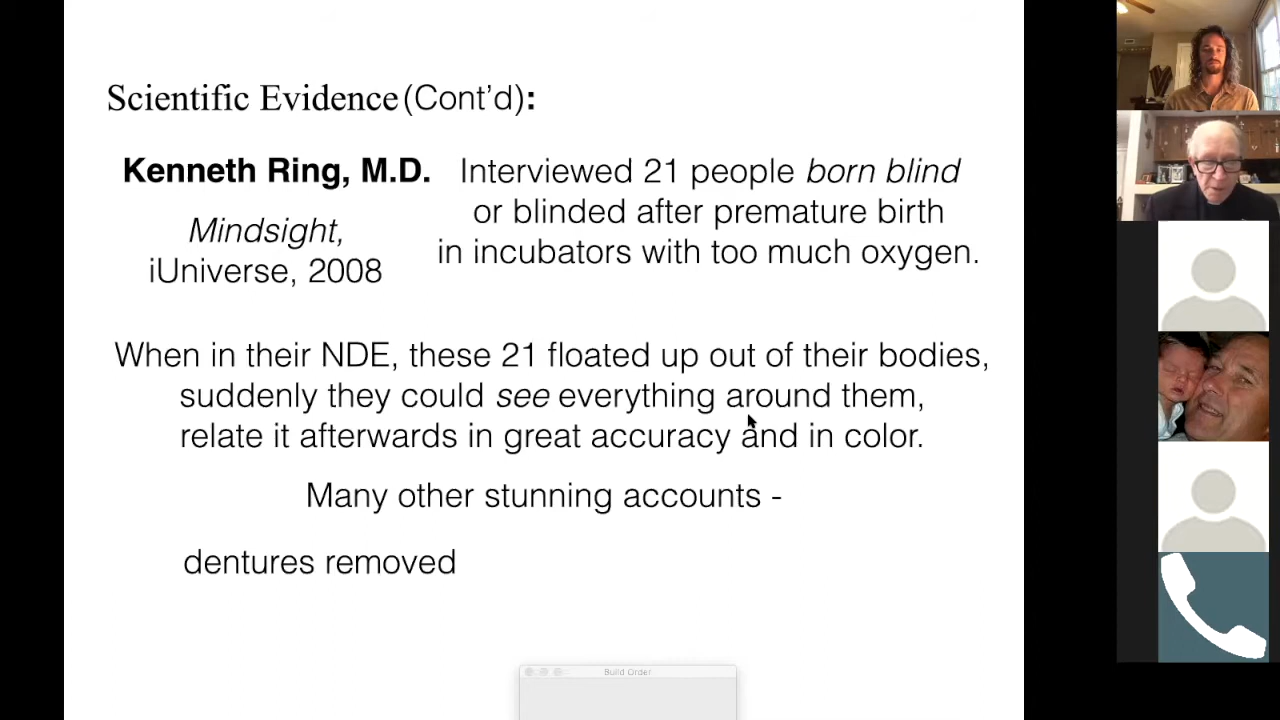 Scientific Evidence (Cont’d):
Kenneth Ring, M.D.
Mindsight,
iUniverse, 2008
Interviewed 21 people born blind
or blinded after premature birth
in incubators with too much oxygen.
When in their NDE, these 21 floated up out of their bodies,
suddenly they could see everything around them,
relate it afterwards in great accuracy and in color.
Many other stunning accounts -
dentures removed
Build Order